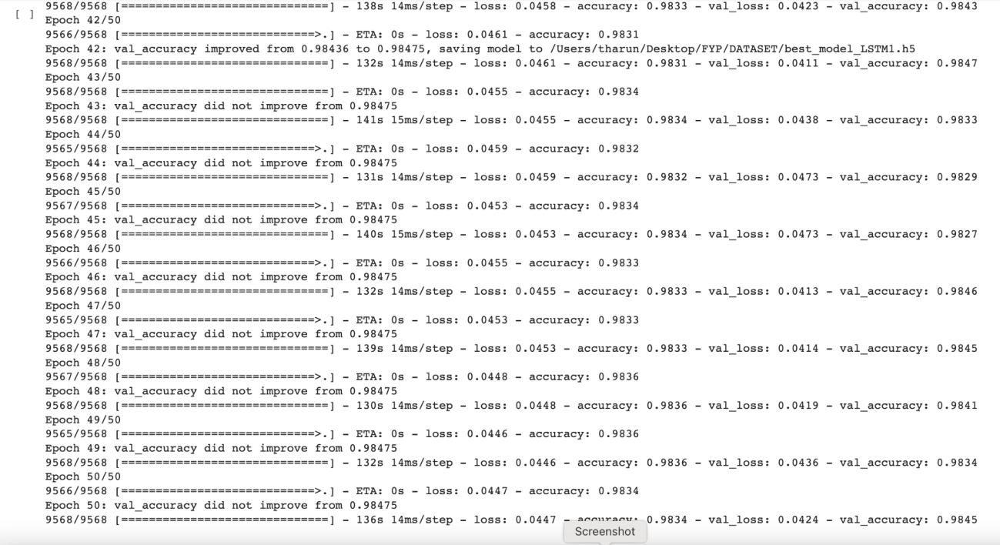 [ ]
9568/9568 [==============================] - 138s 14ms/step - loss: 0.0458 - accuracy: 0.9833 - val_loss: 0.0423 - val_accuracy: 0.9843
Epoch 42/50
9566/9568 [============================>.] - ETA: 0s - loss: 0.0461 - accuracy: 0.9831
Epoch 42: val_accuracy improved from 0.98436 to 0.98475, saving model to /Users/tharun/Desktop/FYP/DATASET/best_model_LSTM1.h5
9568/9568 [==============================] - 132s 14ms/step - loss: 0.0461 - accuracy: 0.9831 - val_loss: 0.0411 - val_accuracy: 0.9847
Epoch 43/50
9568/9568 [==============================] - ETA: 0s - loss: 0.0455 - accuracy: 0.9834
Epoch 43: val_accuracy did not improve from 0.98475
9568/9568 [==============================] - 141s 15ms/step - loss: 0.0455 - accuracy: 0.9834 - val_loss: 0.0438 - val_accuracy: 0.9833
Epoch 44/50
9565/9568 [============================>.] - ETA: 0s - loss: 0.0459 - accuracy: 0.9832
Epoch 44: val_accuracy did not improve from 0.98475
9568/9568 [==============================] - 131s 14ms/step - loss: 0.0459 - accuracy: 0.9832 - val_loss: 0.0473 - val_accuracy: 0.9829
Epoch 45/50
9567/9568 [============================>.] - ETA: 0s - loss: 0.0453 - accuracy: 0.9834
Epoch 45: val_accuracy did not improve from 0.98475
9568/9568 [==============================] - 140s 15ms/step - loss: 0.0453 - accuracy: 0.9834 - val_loss: 0.0473 - val_accuracy: 0.9827
Epoch 46/50
9566/9568 [============================>.] - ETA: 0s - loss: 0.0455 - accuracy: 0.9833
Epoch 46: val_accuracy did not improve from 0.98475
9568/9568 [==============================] - 132s 14ms/step - loss: 0.0455 - accuracy: 0.9833 - val_loss: 0.0413 - val_accuracy: 0.9846
Epoch 47/50
9565/9568 [============================>.] - ETA: 0s - loss: 0.0453 - accuracy: 0.9833
Epoch 47: val_accuracy did not improve from 0.98475
9568/9568 [==============================] - 139s 14ms/step - loss: 0.0453 - accuracy: 0.9833 - val_loss: 0.0414 - val_accuracy: 0.9845
Epoch 48/50
9567/9568 [============================>.] - ETA: 0s - loss: 0.0448 - accuracy: 0.9836
Epoch 48: val_accuracy did not improve from 0.98475
9568/9568 [==============================] - 130s 14ms/step - loss: 0.0448 - accuracy: 0.9836 - val_loss: 0.0419 - val_accuracy: 0.9841
Epoch 49/50
9565/9568 [============================>.] - ETA: 0s - loss: 0.0446 - accuracy: 0.9836
Epoch 49: val_accuracy did not improve from 0.98475
9568/9568 [==============================] - 132s 14ms/step - loss: 0.0446 - accuracy: 0.9836 - val_loss: 0.0436 - val_accuracy: 0.9834
Epoch 50/50
9566/9568 [============================>.] - ETA: 0s - loss: 0.0447 - accuracy: 0.9834
Epoch 50: val_accuracy did not improve from 0.98475
9568/9568 [==============================] - 136s 14ms/step - loss: 0.0447 - accuracy: 0.9834 - val_loss: 0.0424 - val_accuracy: 0.9845
Screenshot